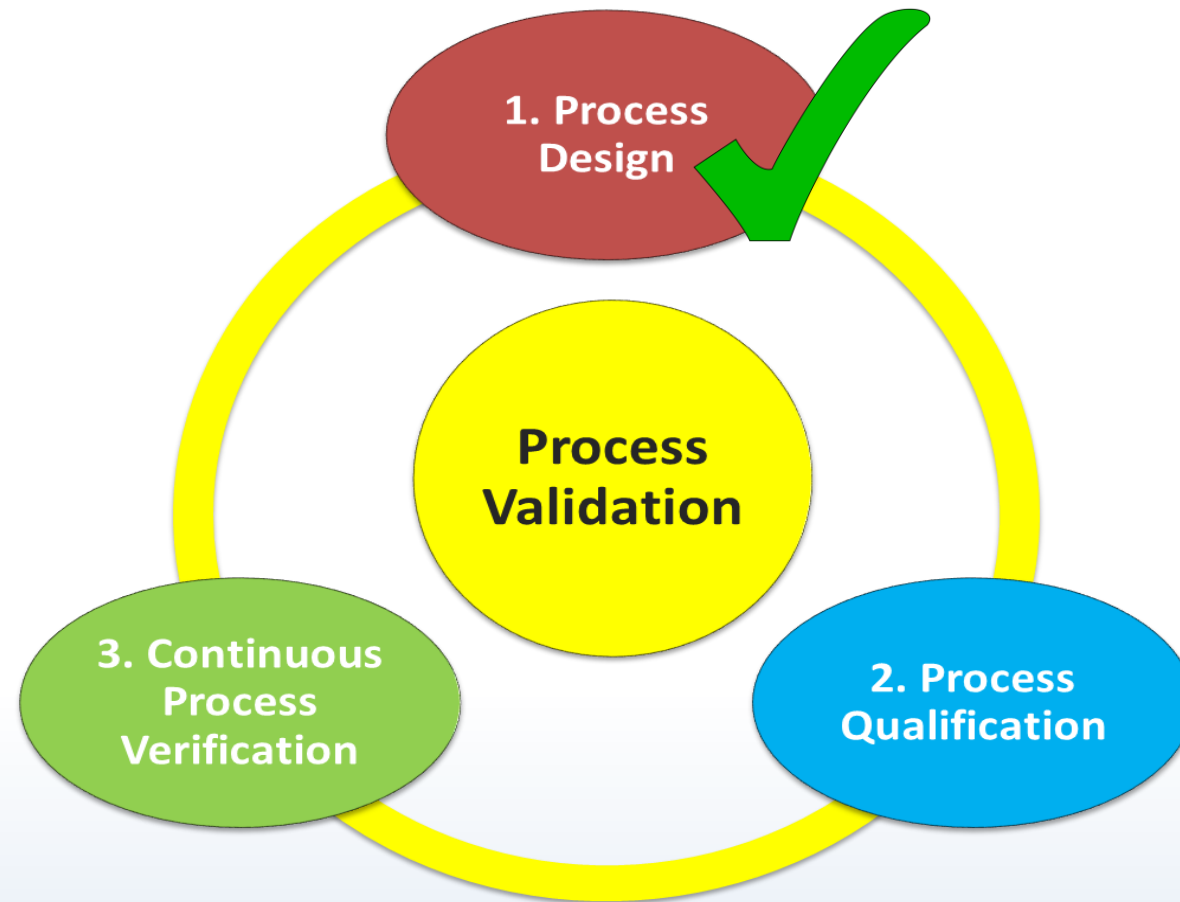 1. Process
Design
Process
Validation
3. Continuous
Process
Verification
2. Process
Qualification